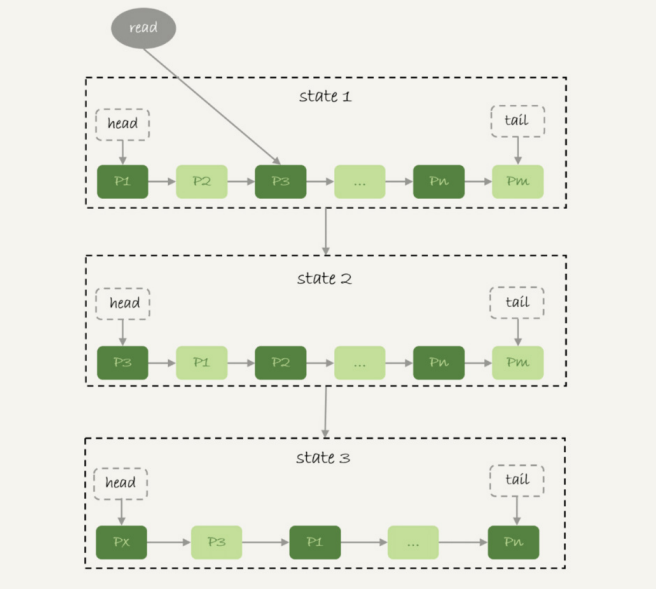 read
state 1
head
tail
P1
P2
P3
...
Pn
Pm
state 2
head
tail
P3
P1
P2
...
Pn
Pm
state 3
head
tail
Px
P3
P1
...
Pn